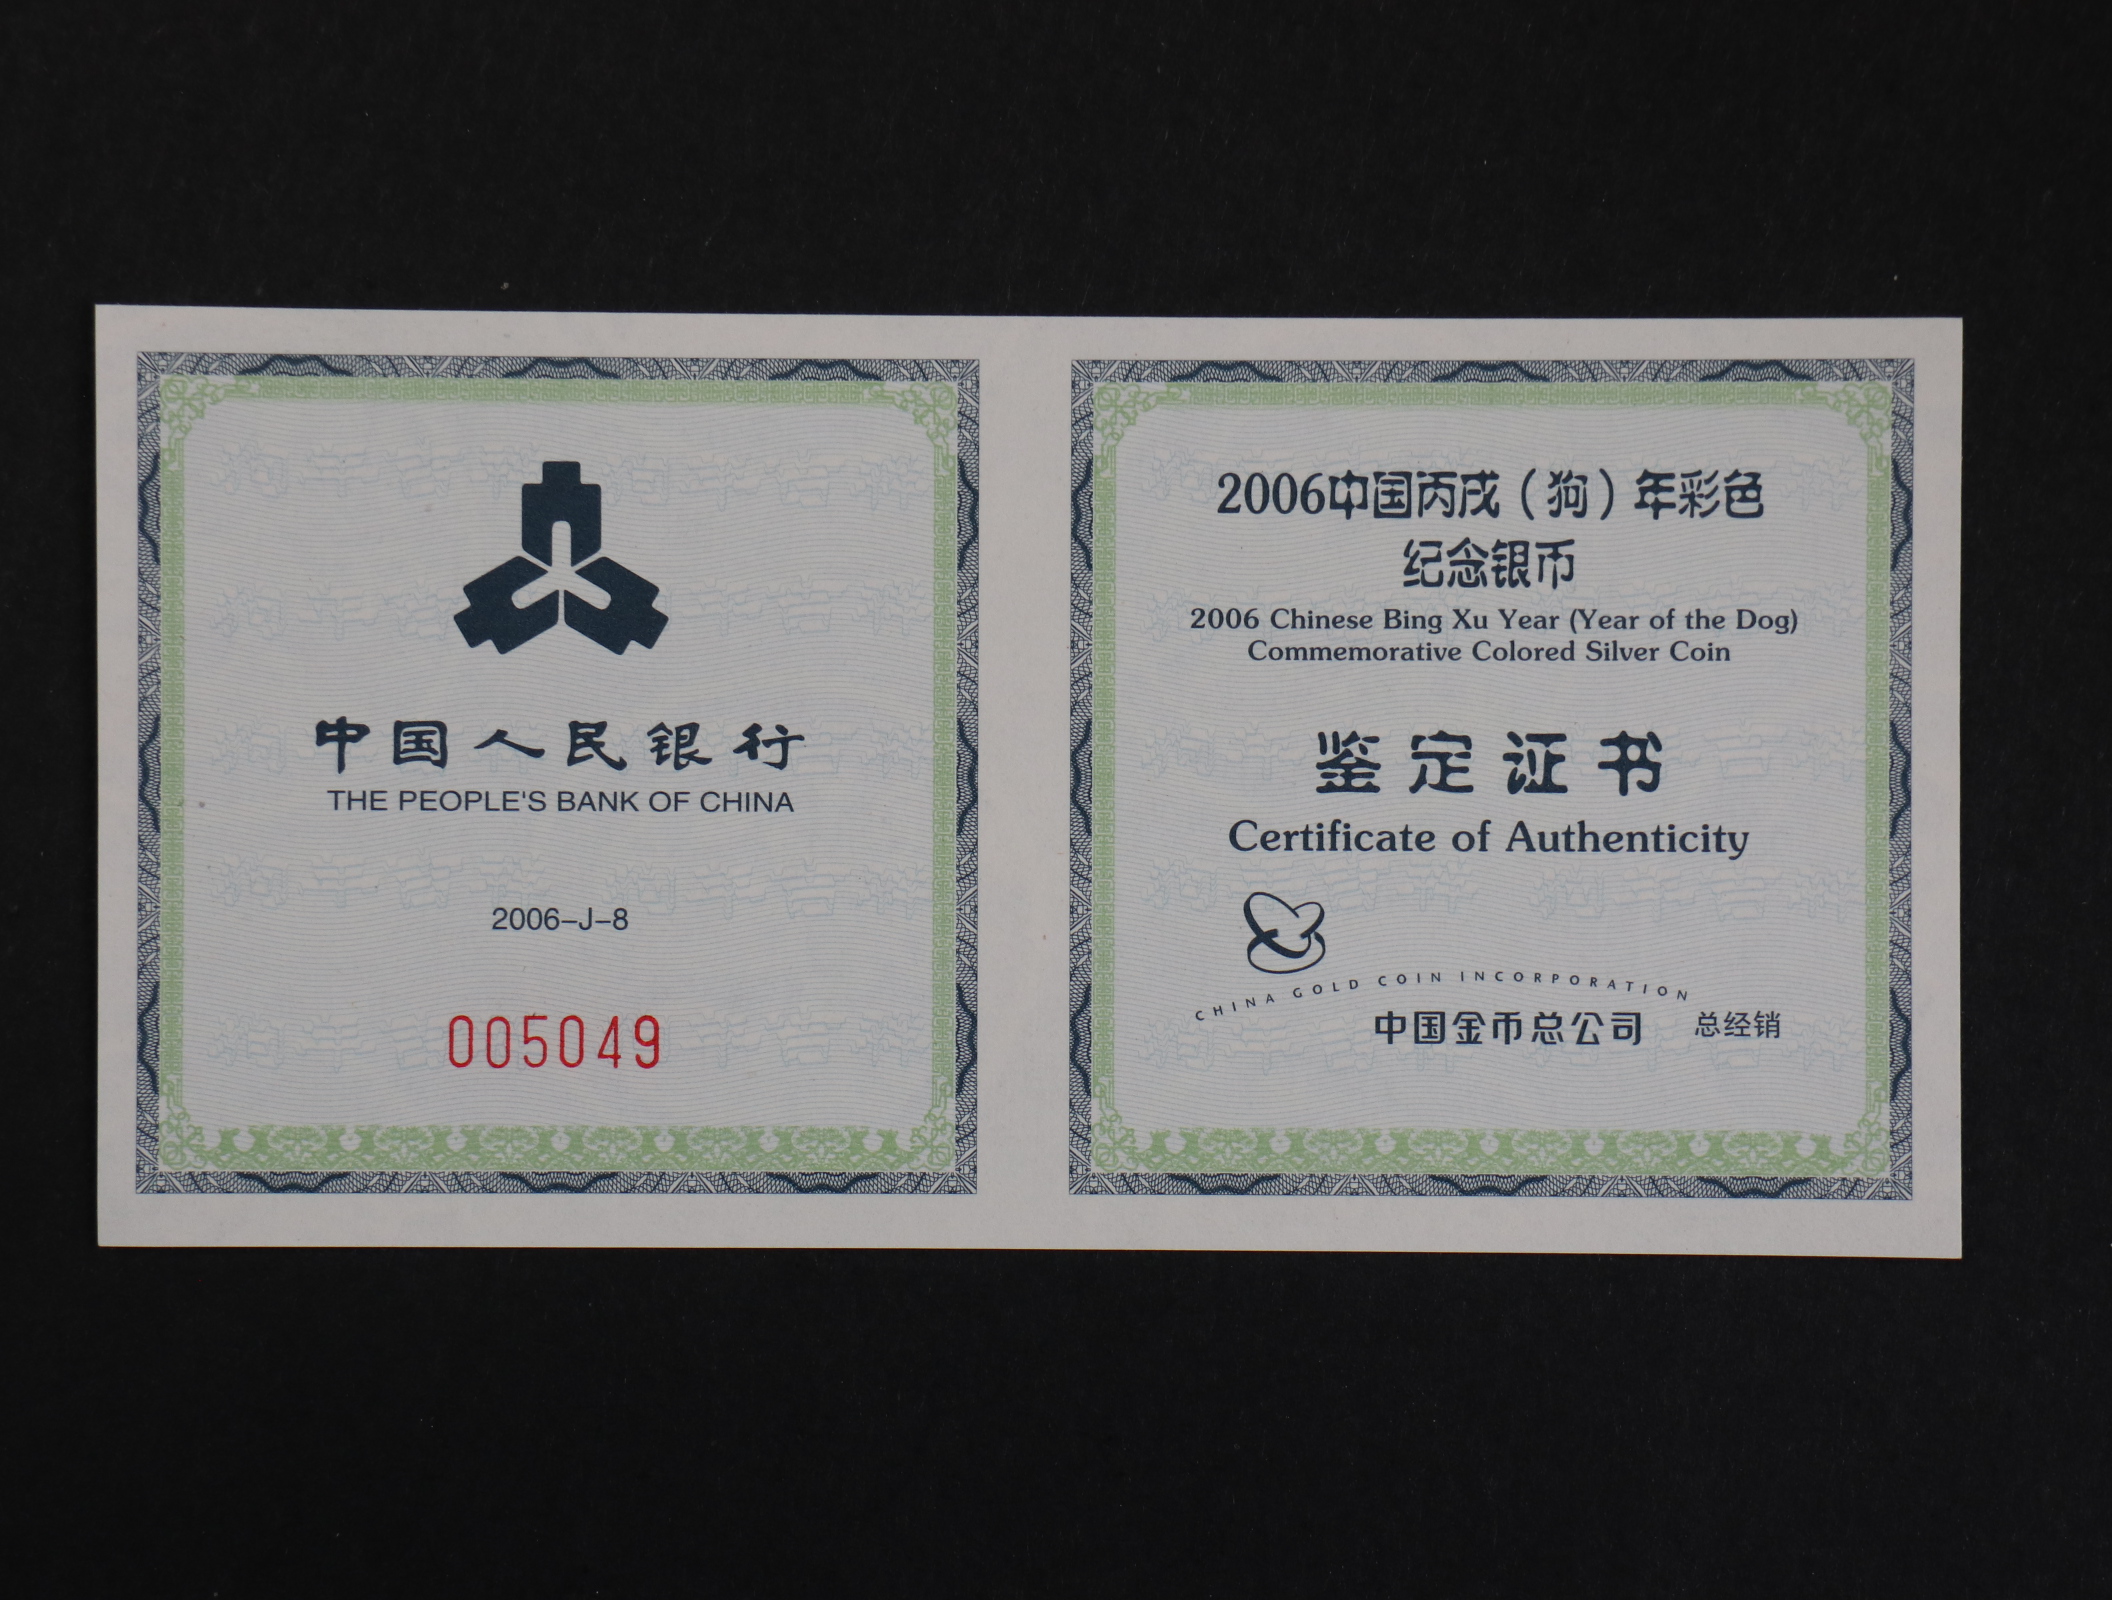 中国人民银行
THE PEOPLE'S BANK OF CHINA
2006–J–8
005049
2006中国丙戌（狗）年彩色
纪念银币
2006 Chinese Bing Xu Year (Year of the Dog)
Commemorative Colored Silver Coin
鉴定证书
Certificate of Authenticity
CHINA GOLD COIN INCORPORATION
中国金币总公司 总经销